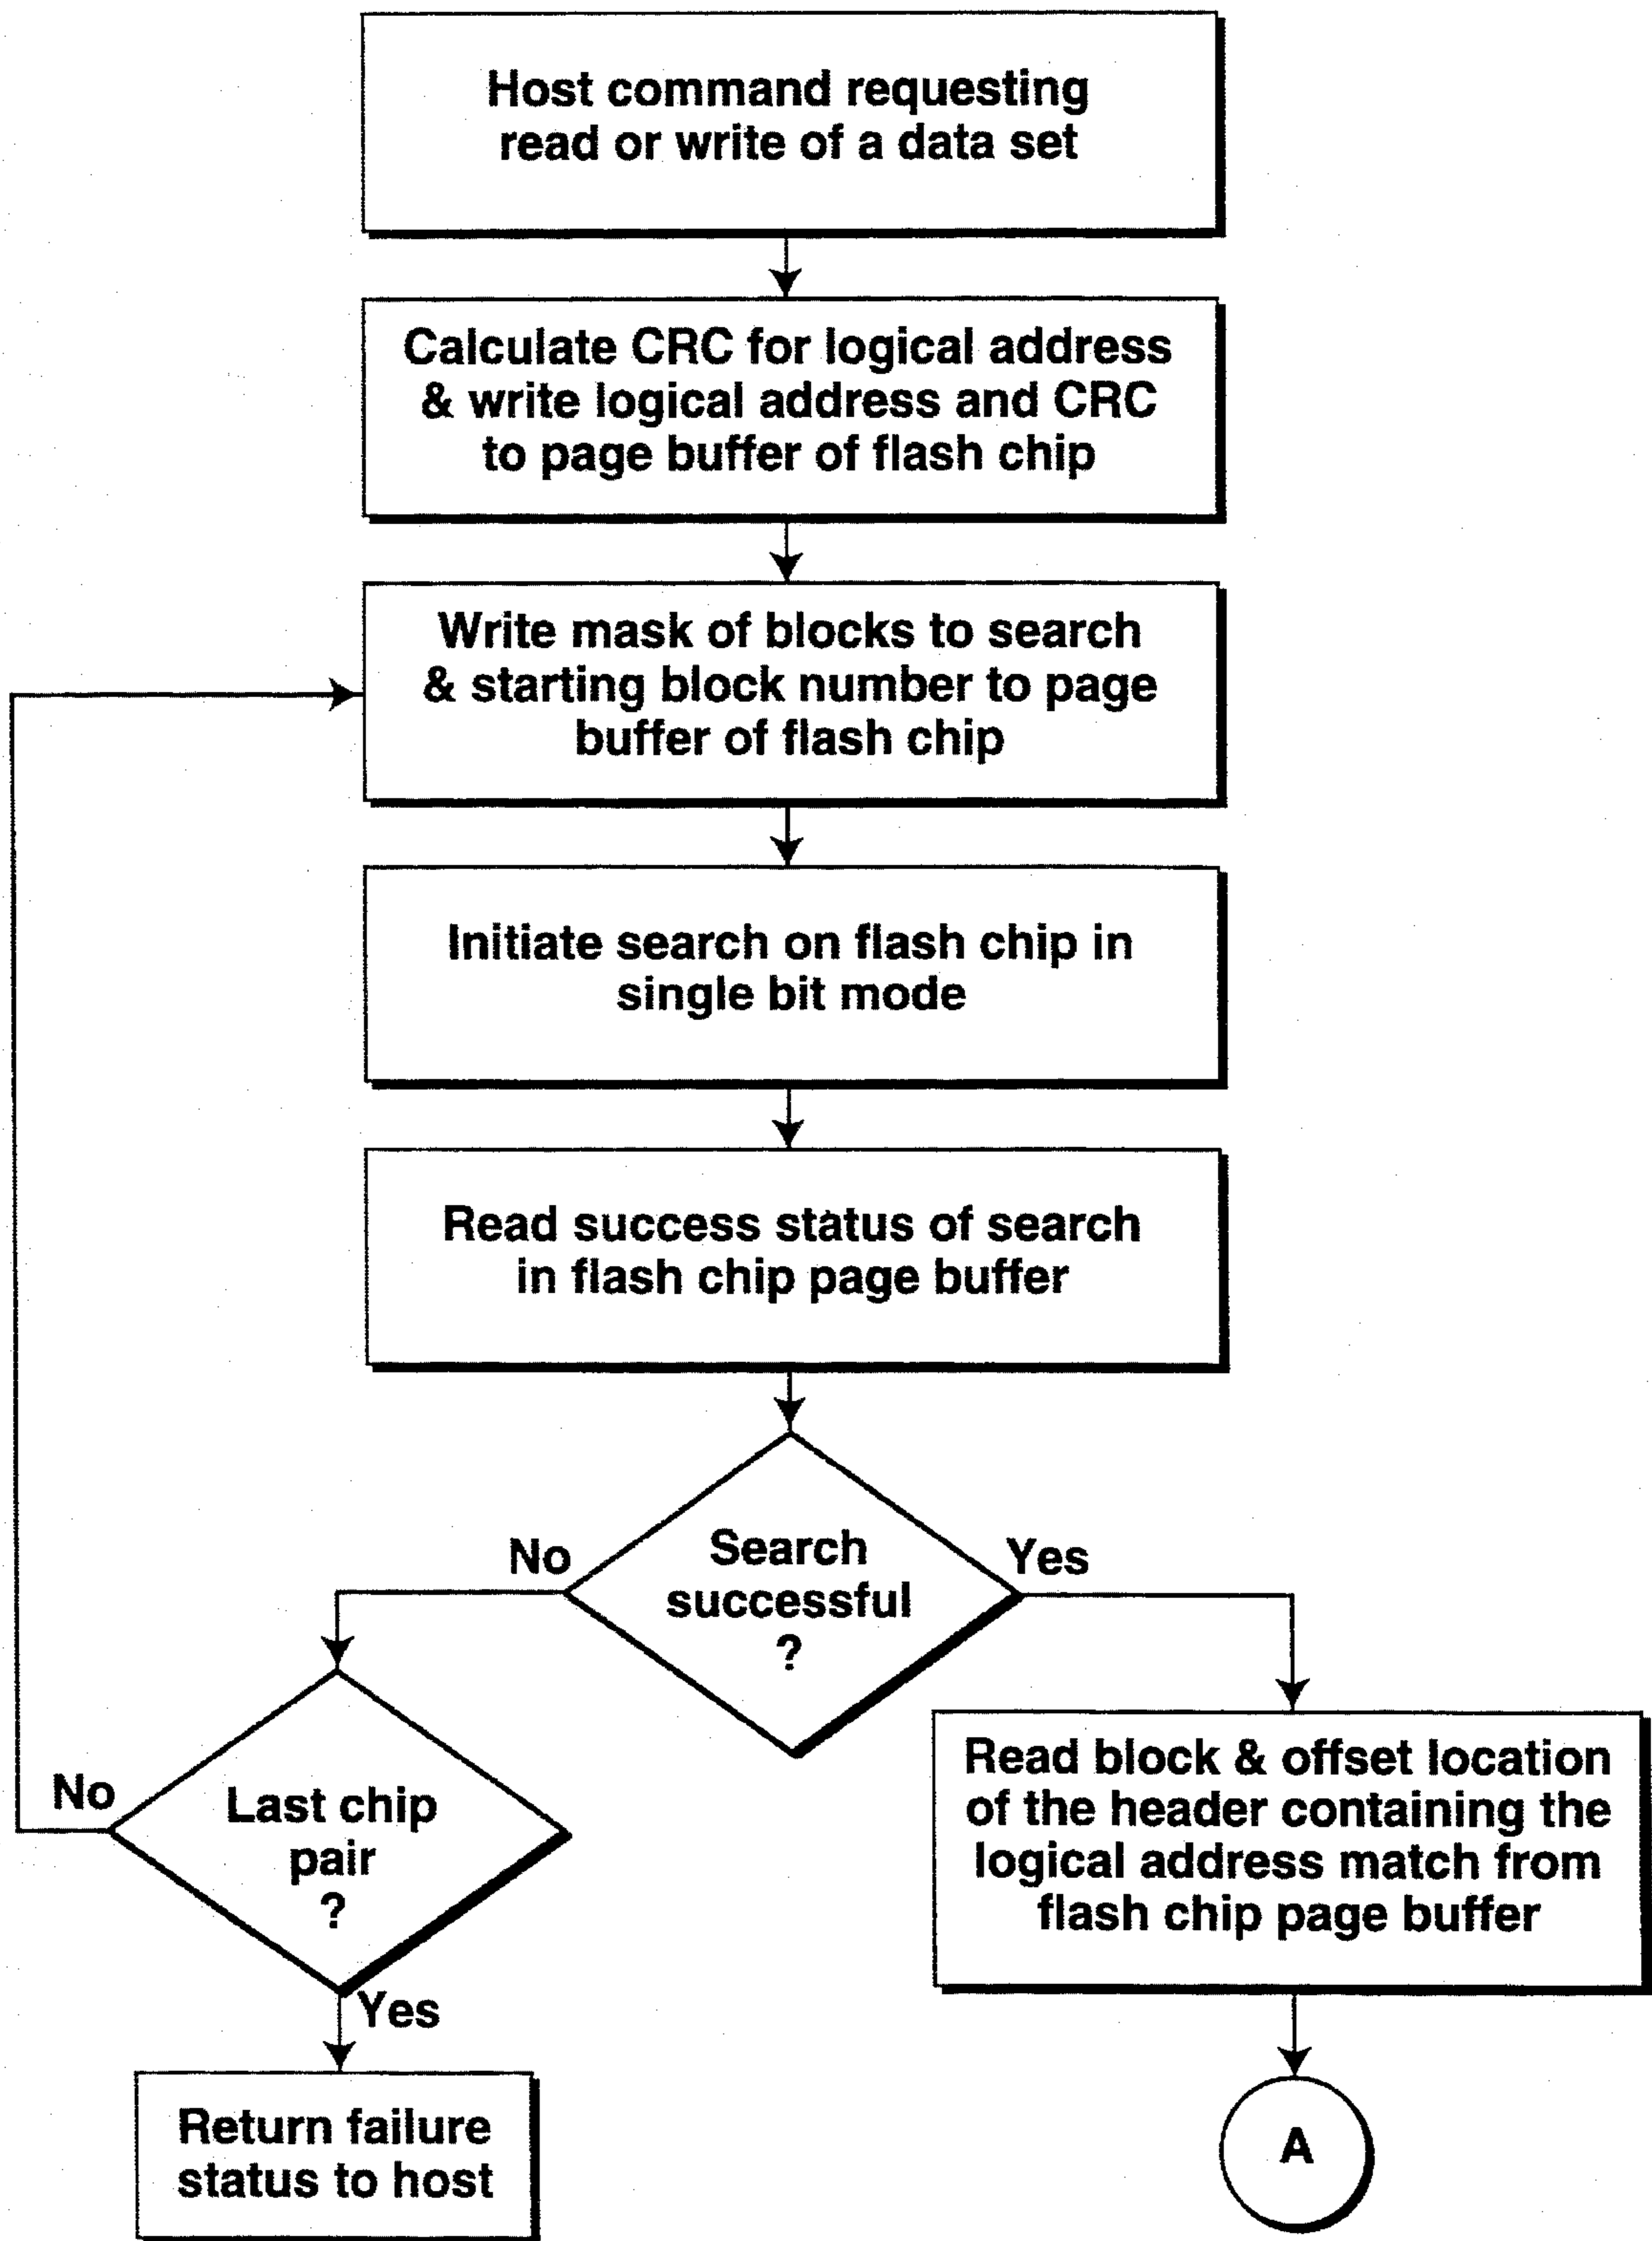 Host command requesting
read or write of a data set
Calculate CRC for logical address
& write logical address and CRC
to page buffer of flash chip
Write mask of blocks to search
& starting block number to page
buffer of flash chip
Initiate search on flash chip in
single bit mode
Read success status of search
in flash chip page buffer
Search
successful
?
No
Yes
Last chip
pair
?
No
Yes
Read block & offset location
of the header containing the
logical address match from
flash chip page buffer
Return failure
status to host
A